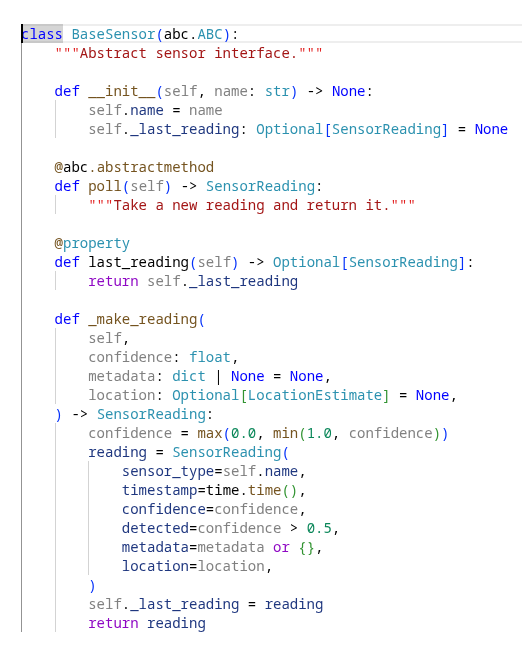 class BaseSensor(abc.ABC):
    """Abstract sensor interface."""

    def __init__(self, name: str) -> None:
        self.name = name
        self._last_reading: Optional[SensorReading] = None

    @abc.abstractmethod
    def poll(self) -> SensorReading:
        """Take a new reading and return it."""

    @property
    def last_reading(self) -> Optional[SensorReading]:
        return self._last_reading

    def _make_reading(
        self,
        confidence: float,
        metadata: dict | None = None,
        location: Optional[LocationEstimate] = None,
    ) -> SensorReading:
        confidence = max(0.0, min(1.0, confidence))
        reading = SensorReading(
            sensor_type=self.name,
            timestamp=time.time(),
            confidence=confidence,
            detected=confidence > 0.5,
            metadata=metadata or {},
            location=location,
        )
        self._last_reading = reading
        return reading